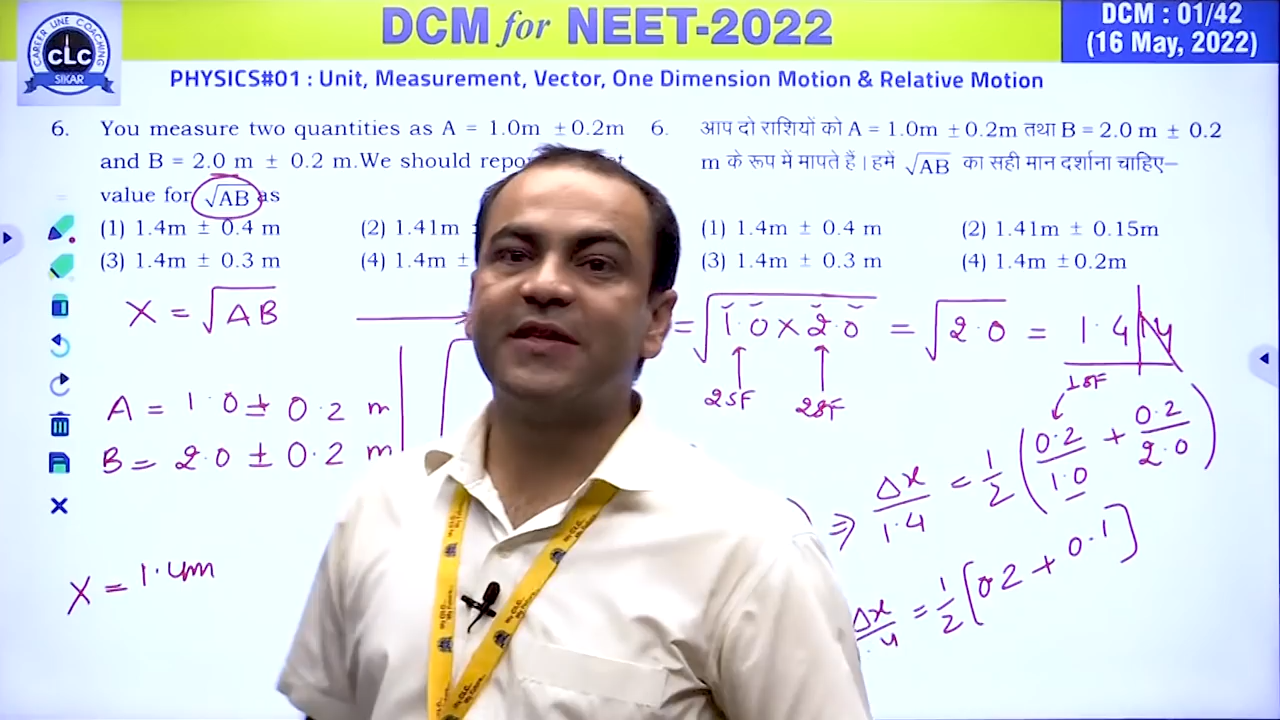 DCM for NEET-2022
DCM : 01/42
(16 May, 2022)
CAREER LINE COACHING
CLC
SIKAR
PHYSICS#01 : Unit, Measurement, Vector, One Dimension Motion & Relative Motion
6. You measure two quantities as A = 1.0m ±0.2m
and B = 2.0 m ± 0.2 m.We should
value for √AB as
(1) 1.4m ± 0.4 m (2) 1.41m
(3) 1.4m ± 0.3 m (4) 1.4m ±
6. आप दो राशियों को A = 1.0m ±0.2m तथा B = 2.0 m ± 0.2
m के रूप में मापते हैं। हमें √AB का सही मान दर्शाना चाहिए–
(1) 1.4m ± 0.4 m (2) 1.41m ± 0.15m
(3) 1.4m ± 0.3 m (4) 1.4m ±0.2m
X = √AB
= √1.0 × 2.0 = √2.0 = 1.4
2SF 2SF
1SF
A = 1.0 ± 0.2 m
B = 2.0 ± 0.2 m
⇒ Δx/1.4 = 1/2 (0.2/1.0 + 0.2/2.0)
= 1/2 [0.2 + 0.1]
X = 1.4m